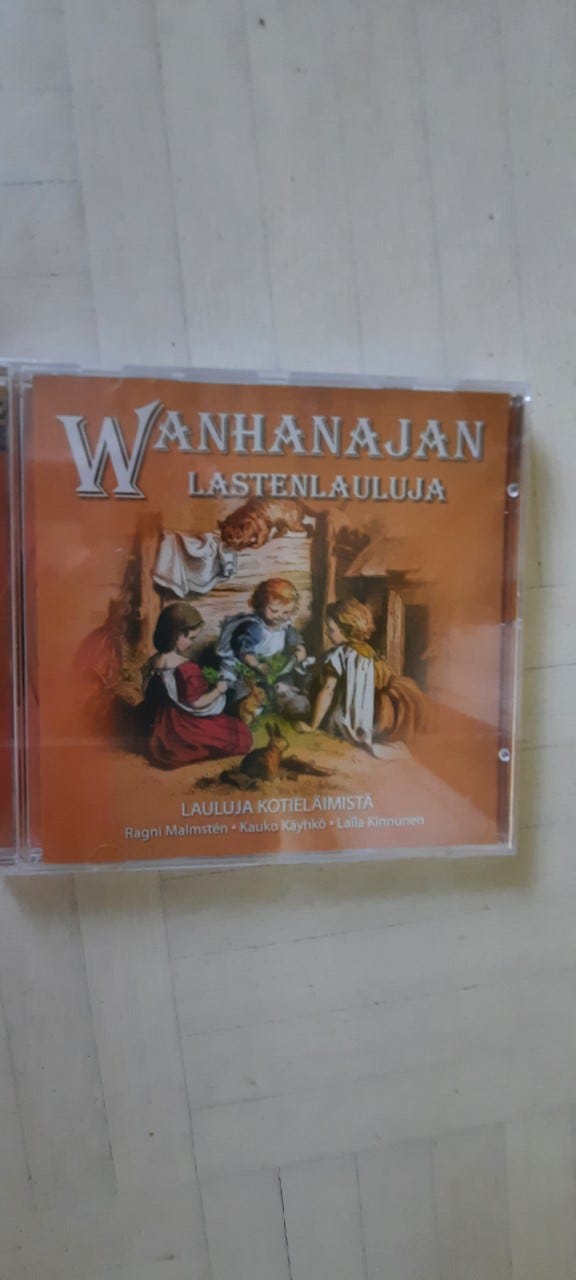 WANHANAJAN
LASTENLAULUJA
LAULUJA KOTIELÄIMISTÄ
Ragni Malmstén • Kauko Käyhkö • Laila Kinnunen